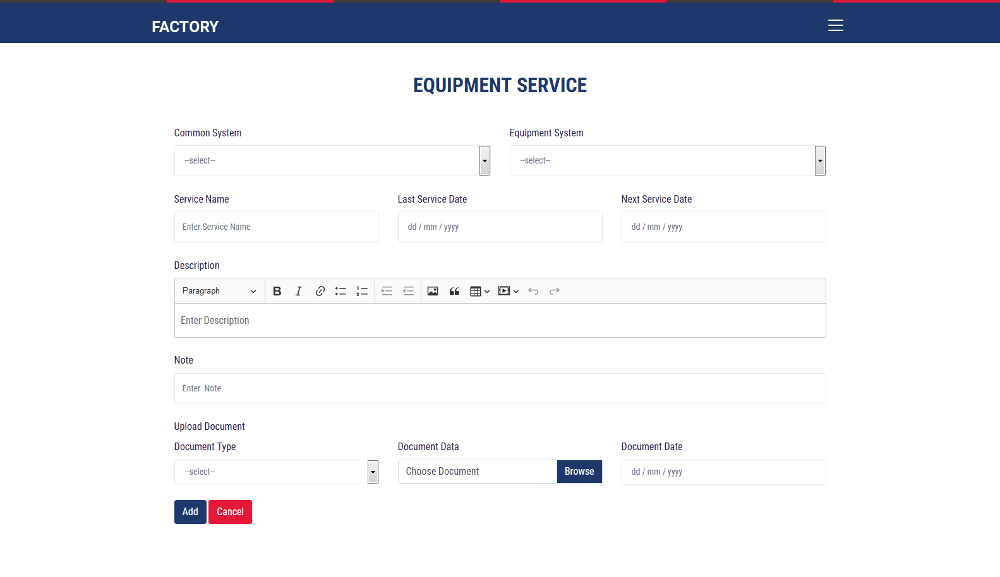 FACTORY
EQUIPMENT SERVICE
Common System
Equipment System
--select--
--select--
Service Name
Last Service Date
Next Service Date
Enter Service Name
dd / mm / yyyy
dd / mm / yyyy
Description
Paragraph
Enter Description
Note
Enter  Note
Upload Document
Document Type
Document Data
Document Date
--select--
Choose Document
Browse
dd / mm / yyyy
Add
Cancel